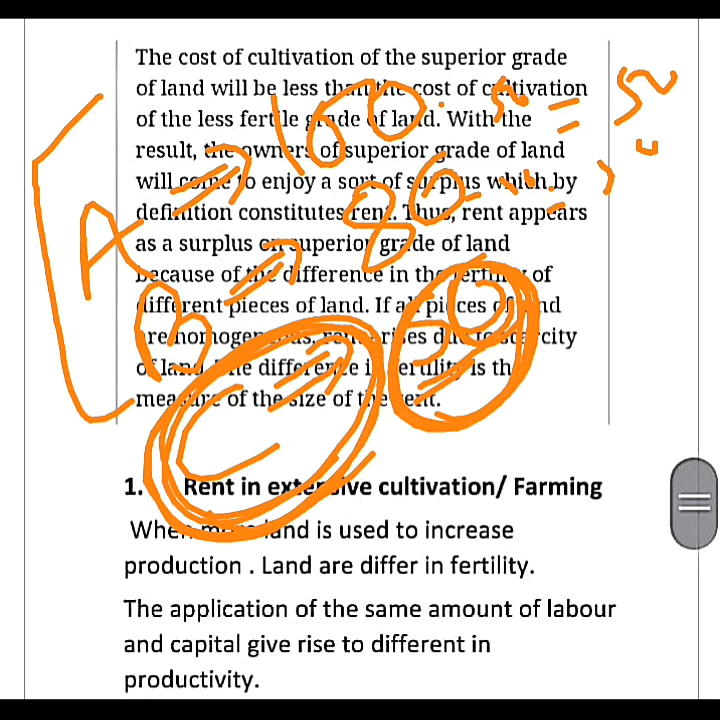 The cost of cultivation of the superior grade
of land will be less than the cost of cultivation
of the less fertile grade of land. With the
result, the owners of superior grade of land
will come to enjoy a sort of surplus which by
definition constitutes rent. Thus, rent appears
as a surplus on superior grade of land
because of the difference in the fertility of
different pieces of land. If all pieces of land
are homogenous, rent arises due to scarcity
of land. The difference in fertility is the
measure of the size of the rent.
A ⇒ 100
B ⇒ 80
C ⇒ 50
1. Rent in extensive cultivation/ Farming
When more land is used to increase
production . Land are differ in fertility.
The application of the same amount of labour
and capital give rise to different in
productivity.